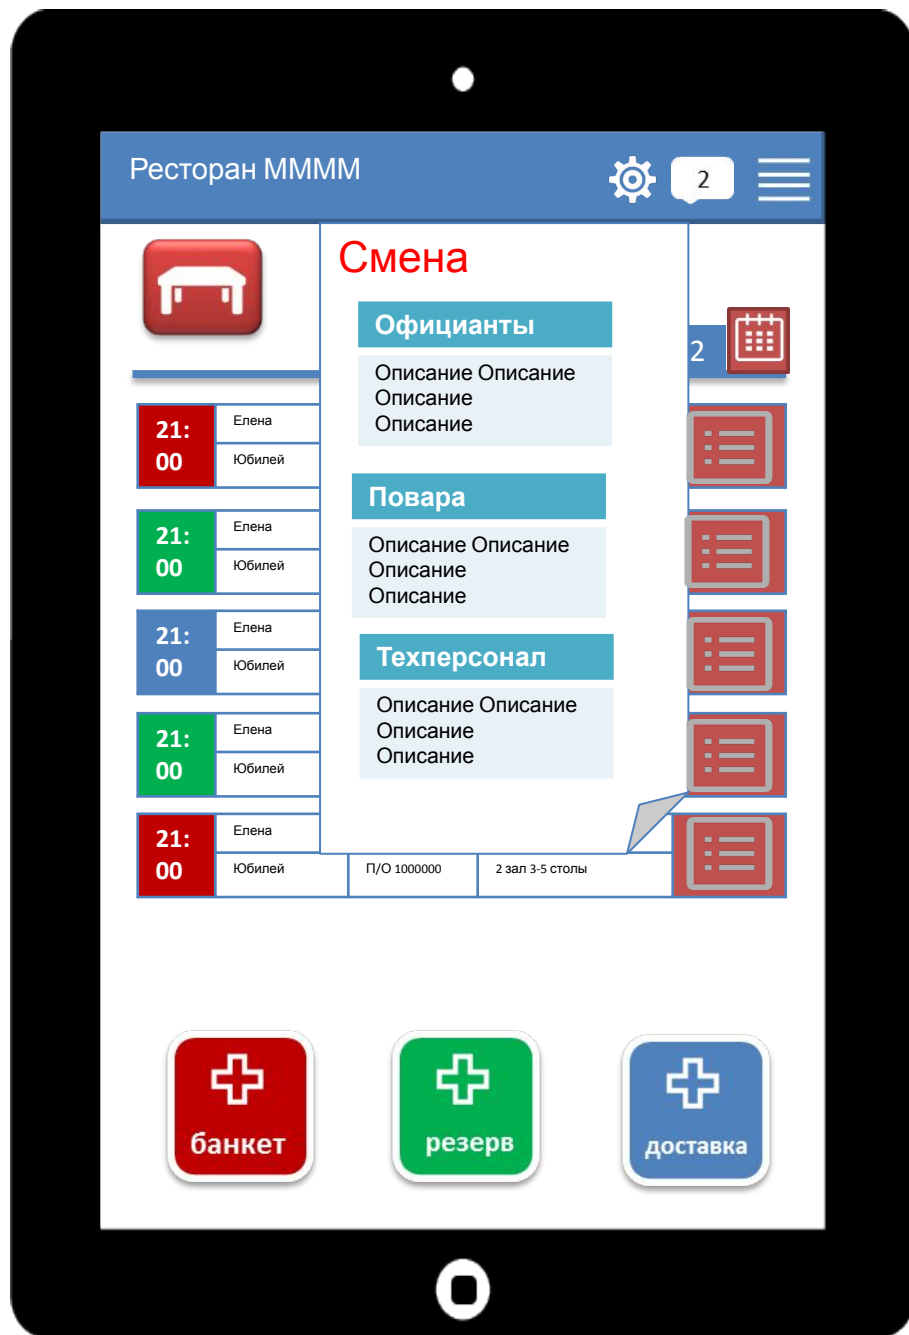 Ресторан ММММ
2
Смена
Официанты
2
Описание Описание
Описание
Описание
21:
00
Елена
Юбилей
Повара
Описание Описание
Описание
Описание
21:
00
Елена
Юбилей
Техперсонал
21:
00
Елена
Юбилей
Описание Описание
Описание
Описание
21:
00
Елена
Юбилей
21:
00
Елена
Юбилей
П/О 1000000
2 зал 3-5 столы
банкет
резерв
доставка